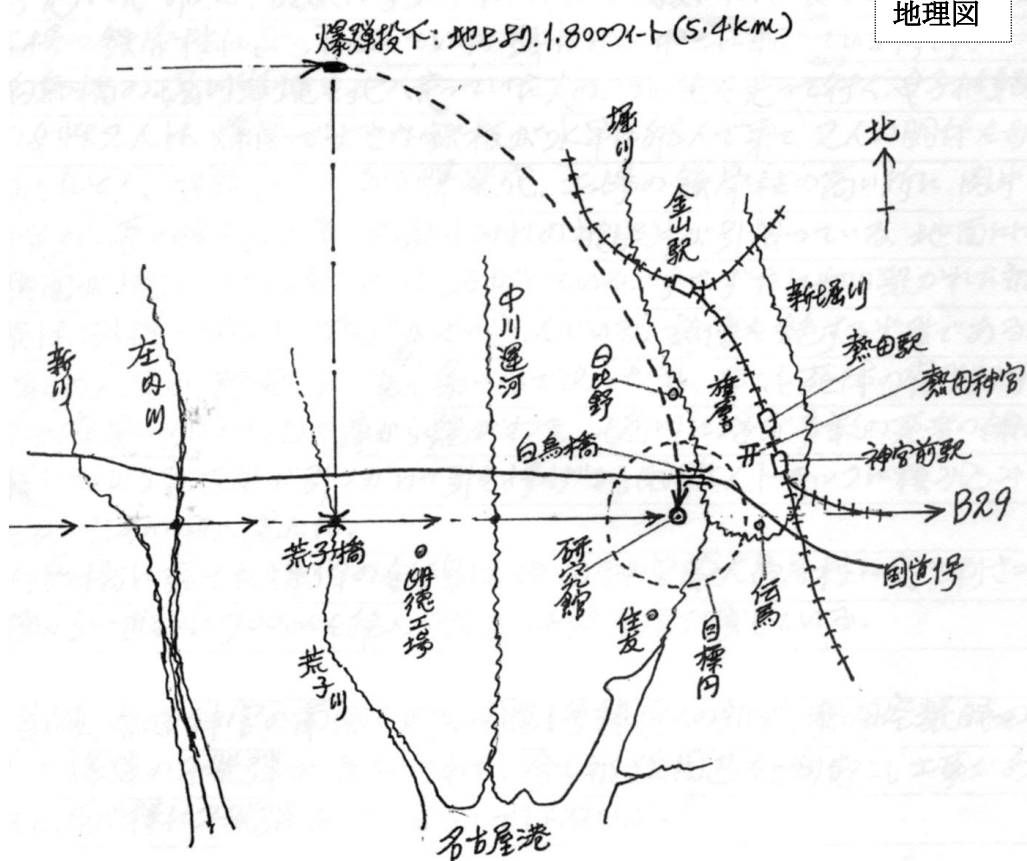 地理図
爆弾投下:地上より1.800フィート(5.4km)
北
堀川
金山駅
新堀川
熱田駅
熱田神宮
神宮前駅
新川
庄内川
中川運河
日比野
白鳥橋
B29
荒子橋
明徳工場
研究館
住友
目標円
伝馬
国道1号
荒子川
名古屋港